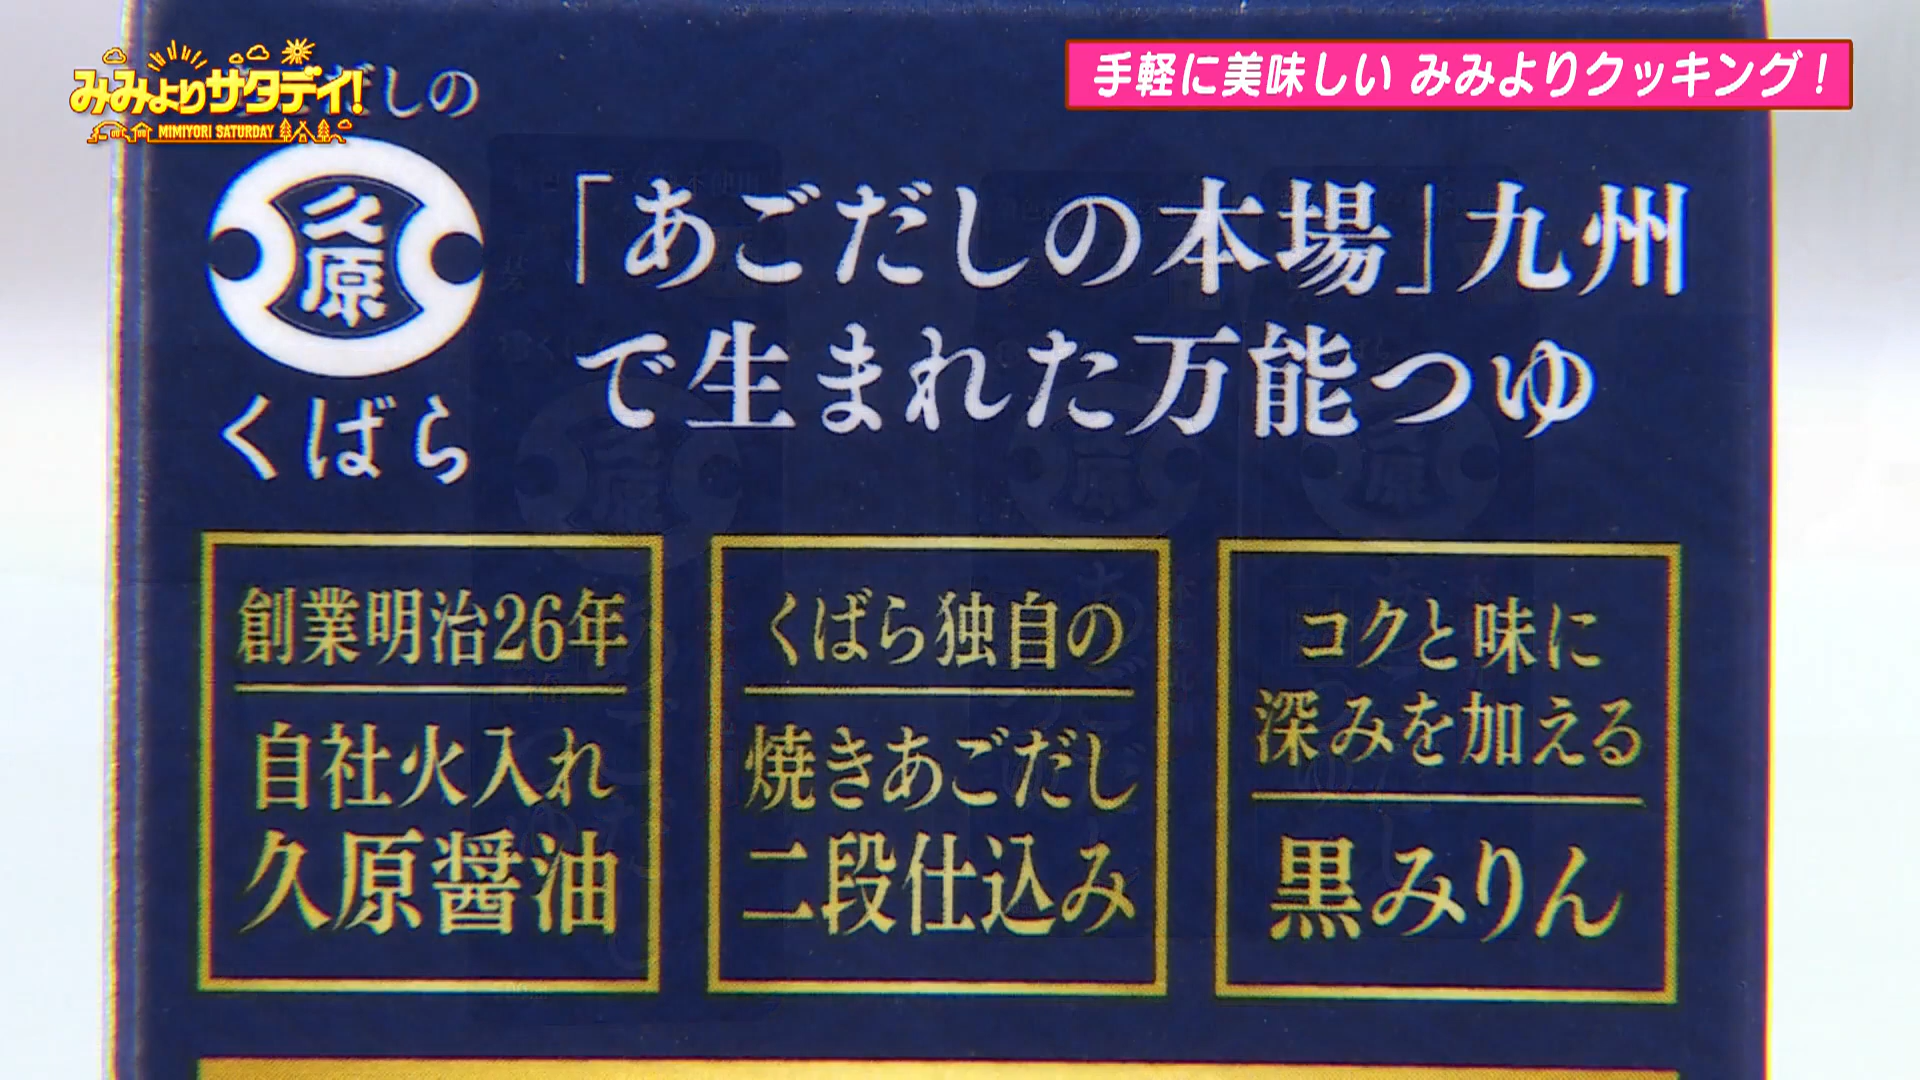 みみよりサタデイ!
MIMIYORI SATURDAY
手軽に美味しい みみよりクッキング!
だしの
久原
くばら
「あごだしの本場」九州
で生まれた万能つゆ
創業明治26年
自社火入れ
久原醤油
くばら独自の
焼きあごだし
二段仕込み
コクと味に
深みを加える
黒みりん